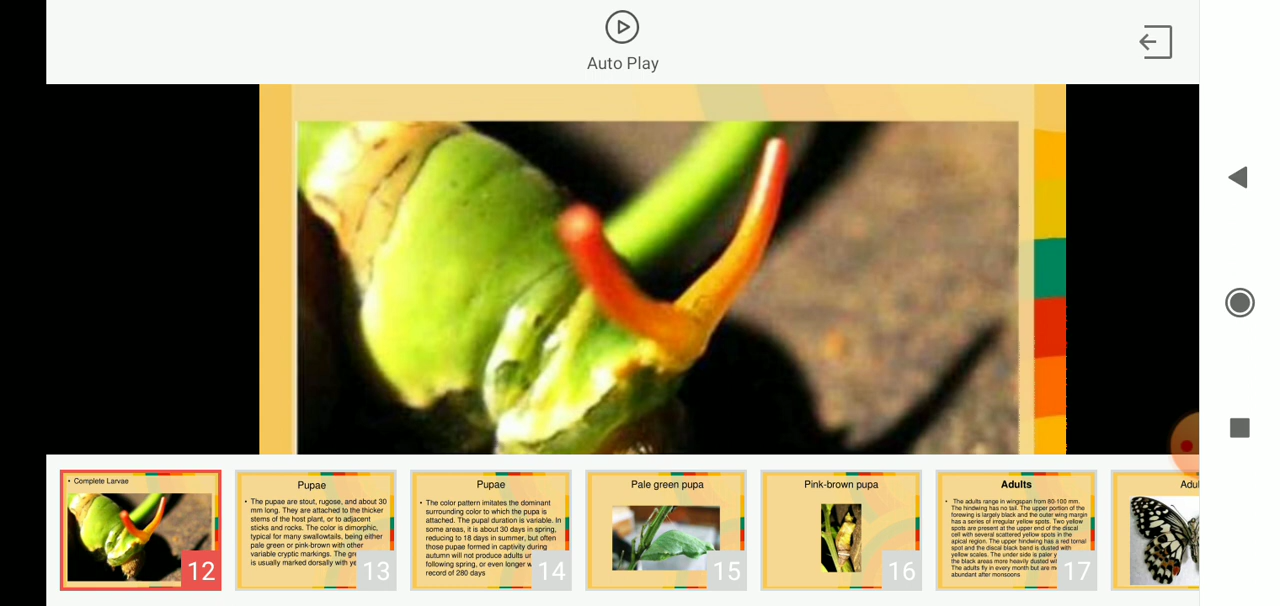 Auto Play
• Complete Larvae
12
Pupae
• The pupae are stout, rugose, and about 30
mm long. They are attached to the thicker
stems of the host plant, or to adjacent
sticks and rocks. The color is dimorphic,
typical for many swallowtails, being either
pale green or pink-brown with other
variable cryptic markings. The
is usually marked dorsally with
13
Pupae
• The color pattern imitates the dominant
surrounding color to which the pupa is
attached. The pupal duration is variable. In
some areas, it is about 30 days in spring,
reducing to 18 days in summer, but often
those pupae formed in captivity during
autumn will not produce adults
following spring, or even longer
record of 280 days
14
Pale green pupa
15
Pink-brown pupa
16
Adults
• The adults range in wingspan from 80-100 mm.
The hindwing has no tail. The upper portion of the
forewing is largely black and the outer wing margin
has a series of irregular yellow spots. Two yellow
spots are present at the upper end of the discal
cell with several scattered yellow spots in the
apical region. The upper hindwing has a red tornal
spot and the discal black band is dusted with
yellow scales. The under side is paler
the black areas more heavily dusted
The adults fly in every month but are
abundant after monsoons
17